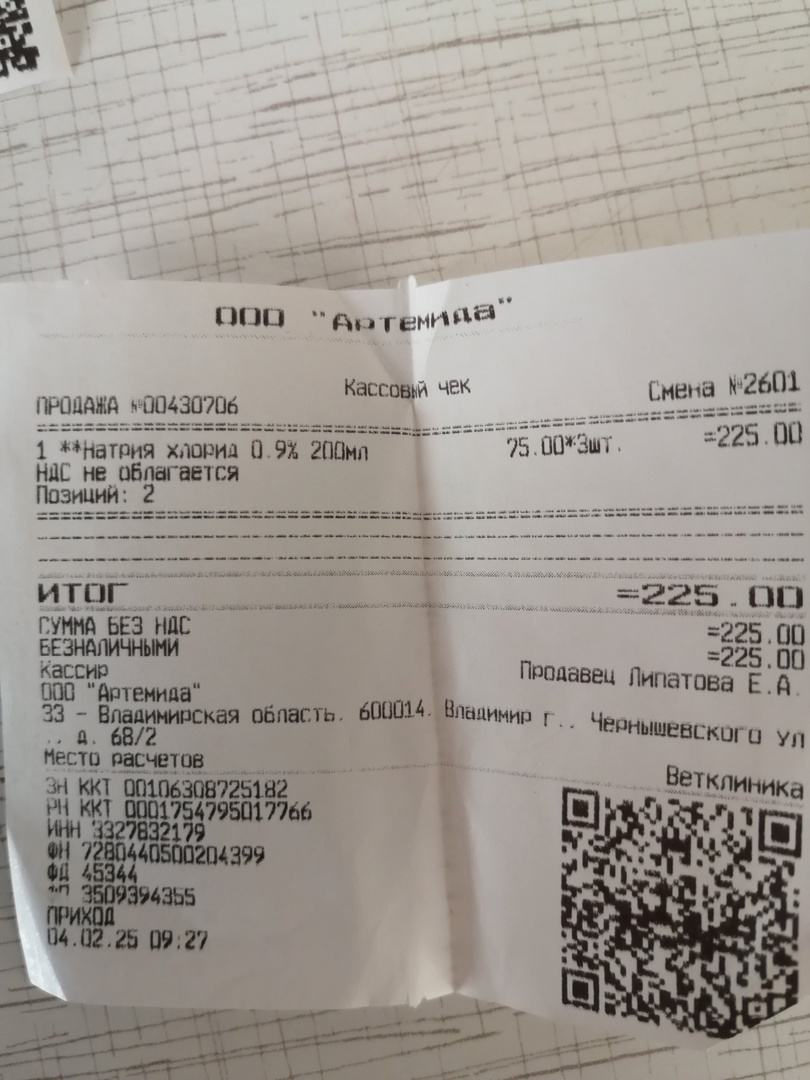 ООО "Артемида"
Кассовый чек
ПРОДАЖА №00430706 Смена №2601
1 **Натрия хлорид 0.9% 200мл 75.00*3шт. =225.00
НДС не облагается
Позиций: 2
ИТОГ =225.00
СУММА БЕЗ НДС =225.00
БЕЗНАЛИЧНЫМИ =225.00
Кассир Продавец Липатова Е.А.
ООО "Артемида"
33 - Владимирская область. 600014. Владимир г.. Чернышевского ул
.. д. 68/2
Место расчетов Ветклиника
ЗН ККТ 00106308725182
РН ККТ 0001754795017766
ИНН 3327832179
ФН 7280440500204399
ФД 45344
ФП 3509394355
ПРИХОД
04.02.25 09:27